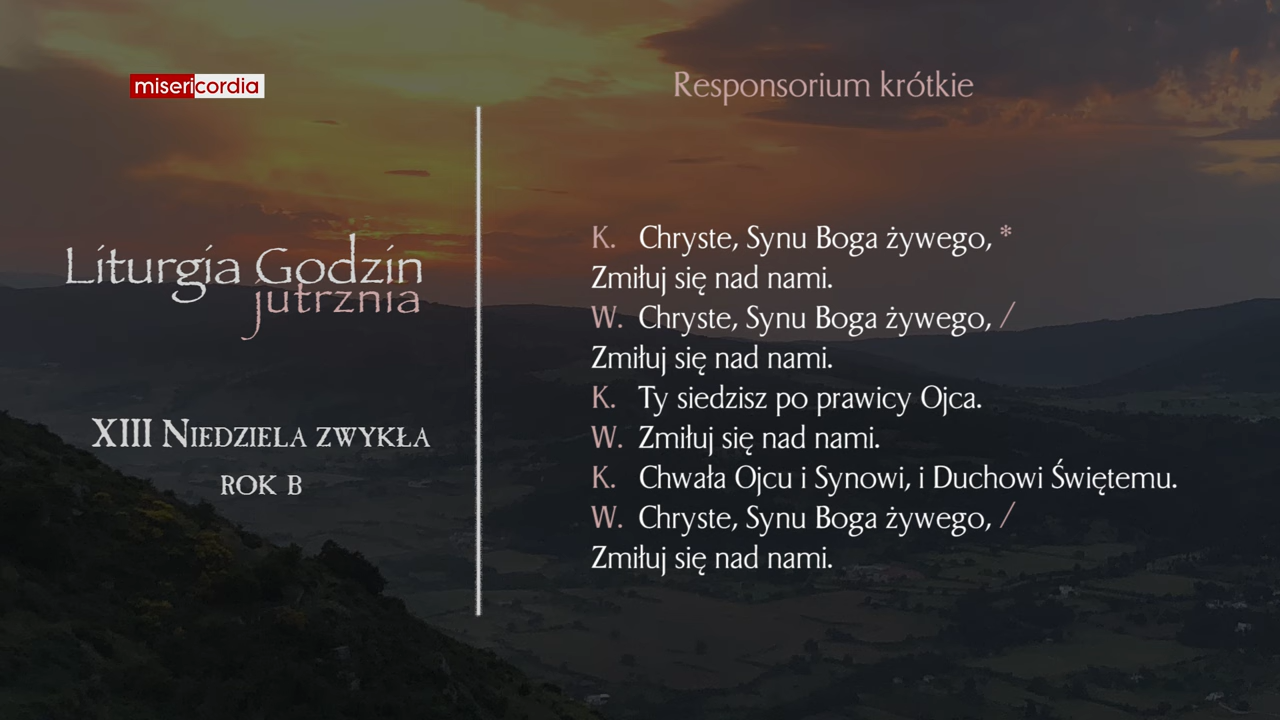 misericordia
Liturgia Godzin
jutrznia
XIII Niedziela zwykła
rok B
Responsorium krótkie
K. Chryste, Synu Boga żywego, *
Zmiłuj się nad nami.
W. Chryste, Synu Boga żywego, /
Zmiłuj się nad nami.
K. Ty siedzisz po prawicy Ojca.
W. Zmiłuj się nad nami.
K. Chwała Ojcu i Synowi, i Duchowi Świętemu.
W. Chryste, Synu Boga żywego, /
Zmiłuj się nad nami.